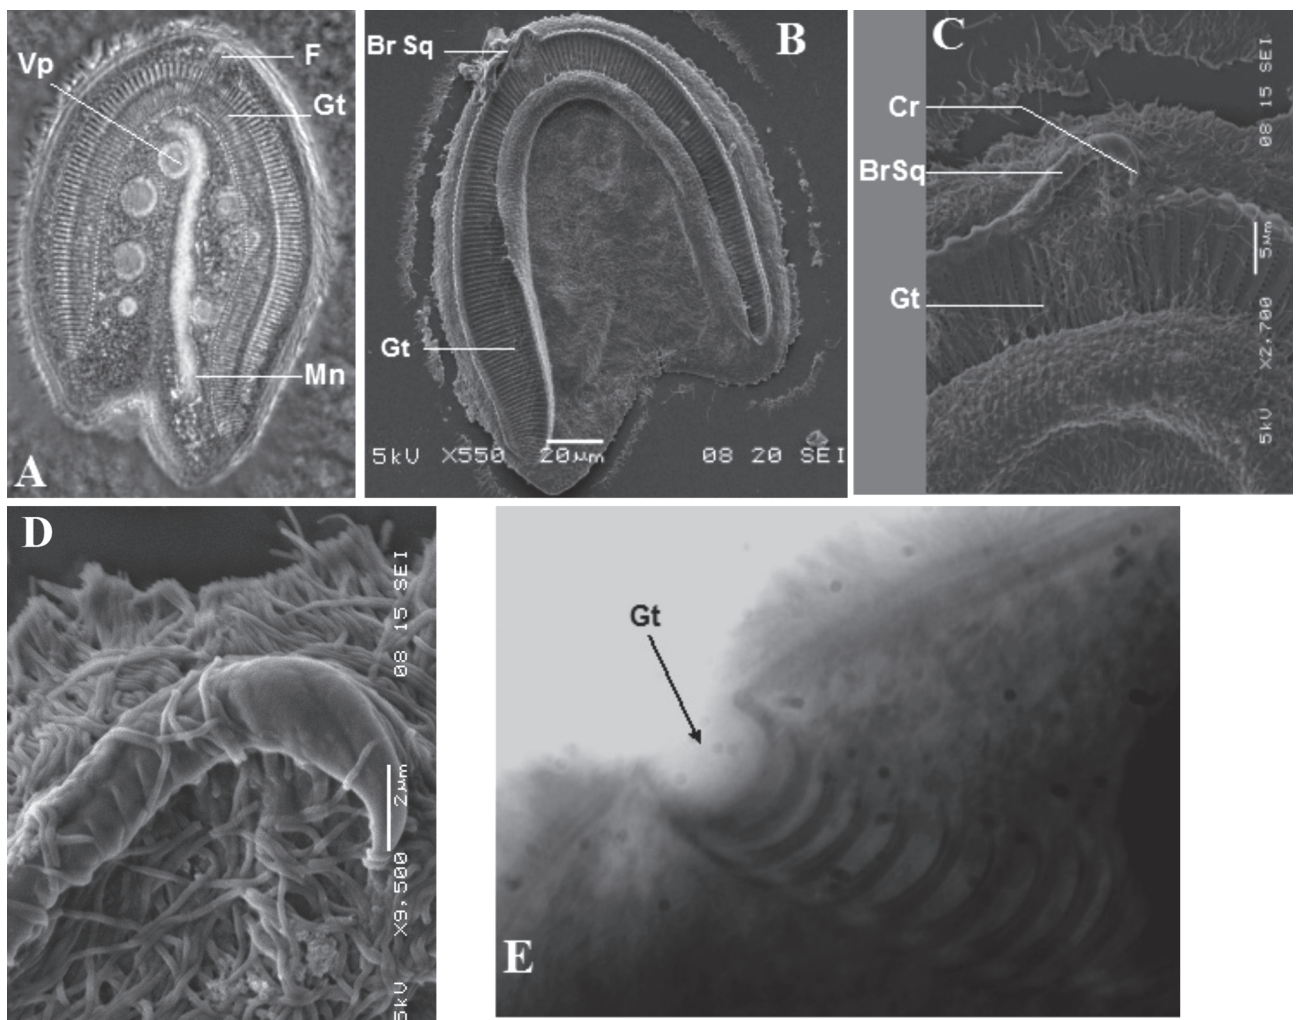 Vp
F
Gt
Mn
A
Br Sq
B
Gt
5kV X550 20μm 08 20 SEI
C
Cr
BrSq
Gt
5kV X2,700 5μm 08 15 SEI
D
5kV X9,500 2μm 08 15 SEI
Gt
E